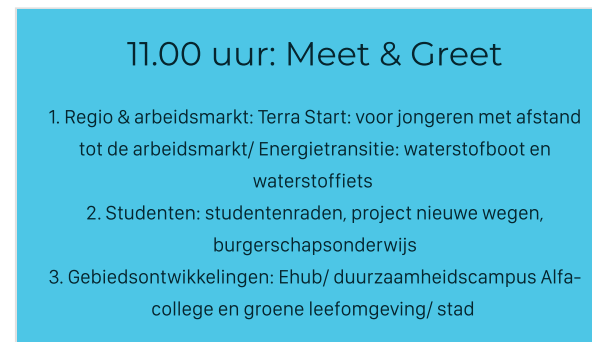 11.00 uur: Meet & Greet
1. Regio & arbeidsmarkt: Terra Start: voor jongeren met afstand
tot de arbeidsmarkt/ Energietransitie: waterstofboot en
waterstoffiets
2. Studenten: studentenraden, project nieuwe wegen,
burgerschapsonderwijs
3. Gebiedsontwikkelingen: Ehub/ duurzaamheidscampus Alfa-
college en groene leefomgeving/ stad